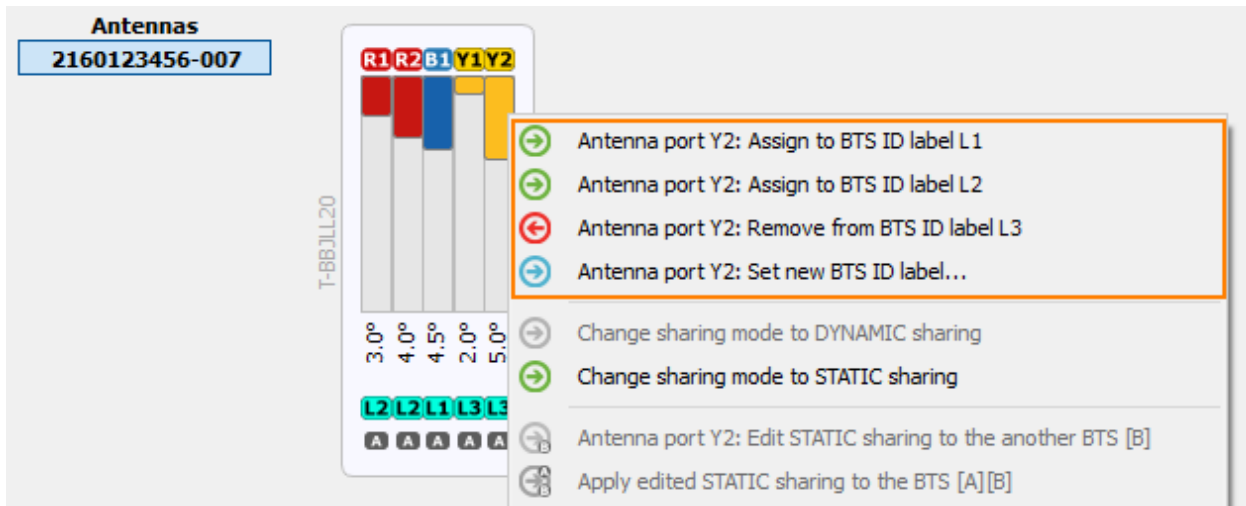 Antennas
2160123456-007
R1 R2 B1 Y1 Y2
T-BBJLL20
3.0° 4.0° 4.5° 2.0° 5.0°
L2 L2 L1 L3 L3
A A A A A
Antenna port Y2: Assign to BTS ID label L1
Antenna port Y2: Assign to BTS ID label L2
Antenna port Y2: Remove from BTS ID label L3
Antenna port Y2: Set new BTS ID label...
Change sharing mode to DYNAMIC sharing
Change sharing mode to STATIC sharing
B Antenna port Y2: Edit STATIC sharing to the another BTS [B]
A B Apply edited STATIC sharing to the BTS [A][B]